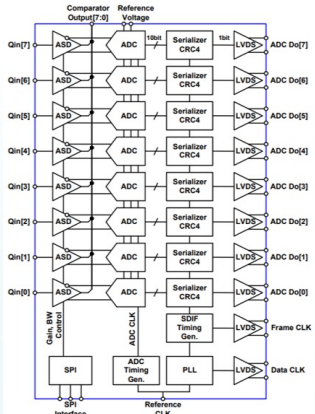 Comparator Reference
Output[7:0] Voltage
Qin[7] ASD ADC 10bit Serializer CRC4 1bit LVDS ADC Do[7]
Qin[6] ASD ADC Serializer CRC4 LVDS ADC Do[6]
Qin[5] ASD ADC Serializer CRC4 LVDS ADC Do[5]
Qin[4] ASD ADC Serializer CRC4 LVDS ADC Do[4]
Qin[3] ASD ADC Serializer CRC4 LVDS ADC Do[3]
Qin[2] ASD ADC Serializer CRC4 LVDS ADC Do[2]
Qin[1] ASD ADC Serializer CRC4 LVDS ADC Do[1]
Qin[0] ASD ADC Serializer CRC4 LVDS ADC Do[0]
Gain, BW
Control
ADC CLK
SDIF
Timing
Gen.
LVDS Frame CLK
SPI
ADC
Timing
Gen.
PLL
LVDS Data CLK
SPI
Interface
Reference
CLK